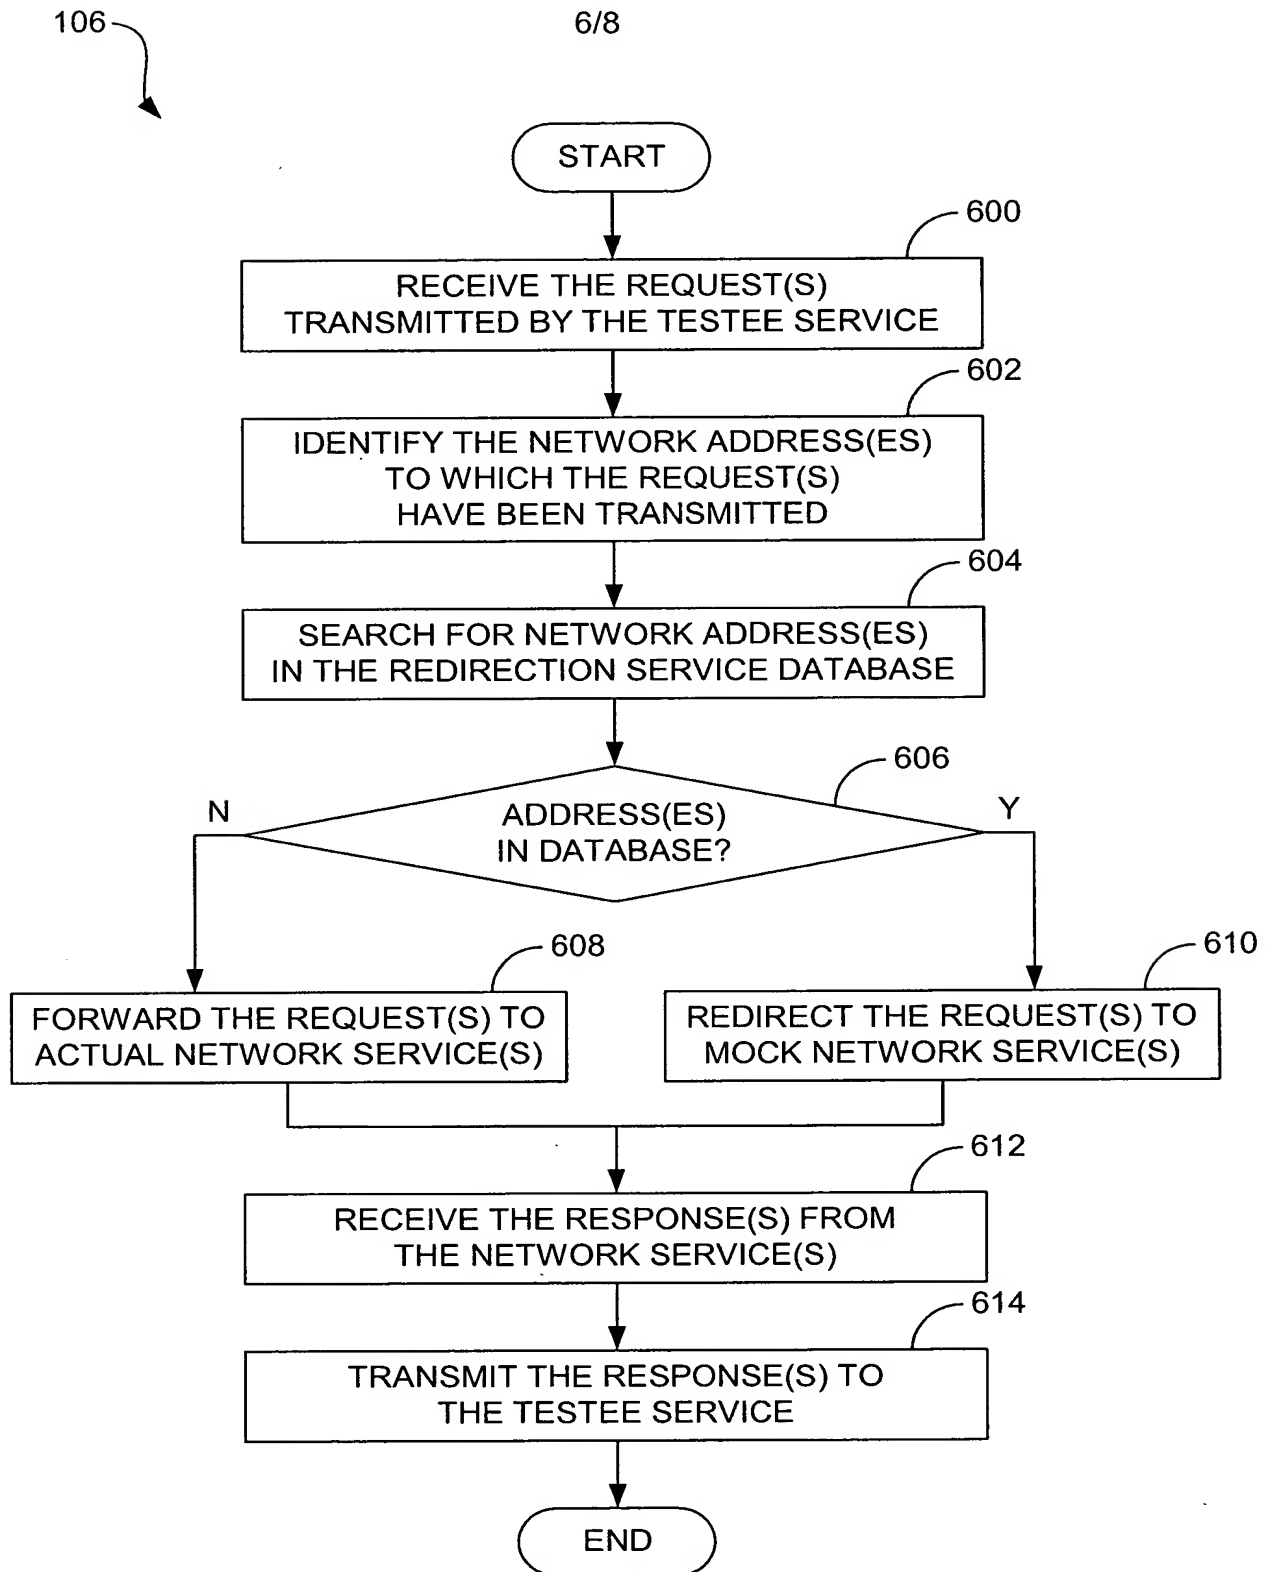 106
6/8
START
600
RECEIVE THE REQUEST(S)
TRANSMITTED BY THE TESTEE SERVICE
602
IDENTIFY THE NETWORK ADDRESS(ES)
TO WHICH THE REQUEST(S)
HAVE BEEN TRANSMITTED
604
SEARCH FOR NETWORK ADDRESS(ES)
IN THE REDIRECTION SERVICE DATABASE
606
N
ADDRESS(ES)
IN DATABASE?
Y
608
FORWARD THE REQUEST(S) TO
ACTUAL NETWORK SERVICE(S)
610
REDIRECT THE REQUEST(S) TO
MOCK NETWORK SERVICE(S)
612
RECEIVE THE RESPONSE(S) FROM
THE NETWORK SERVICE(S)
614
TRANSMIT THE RESPONSE(S) TO
THE TESTEE SERVICE
END